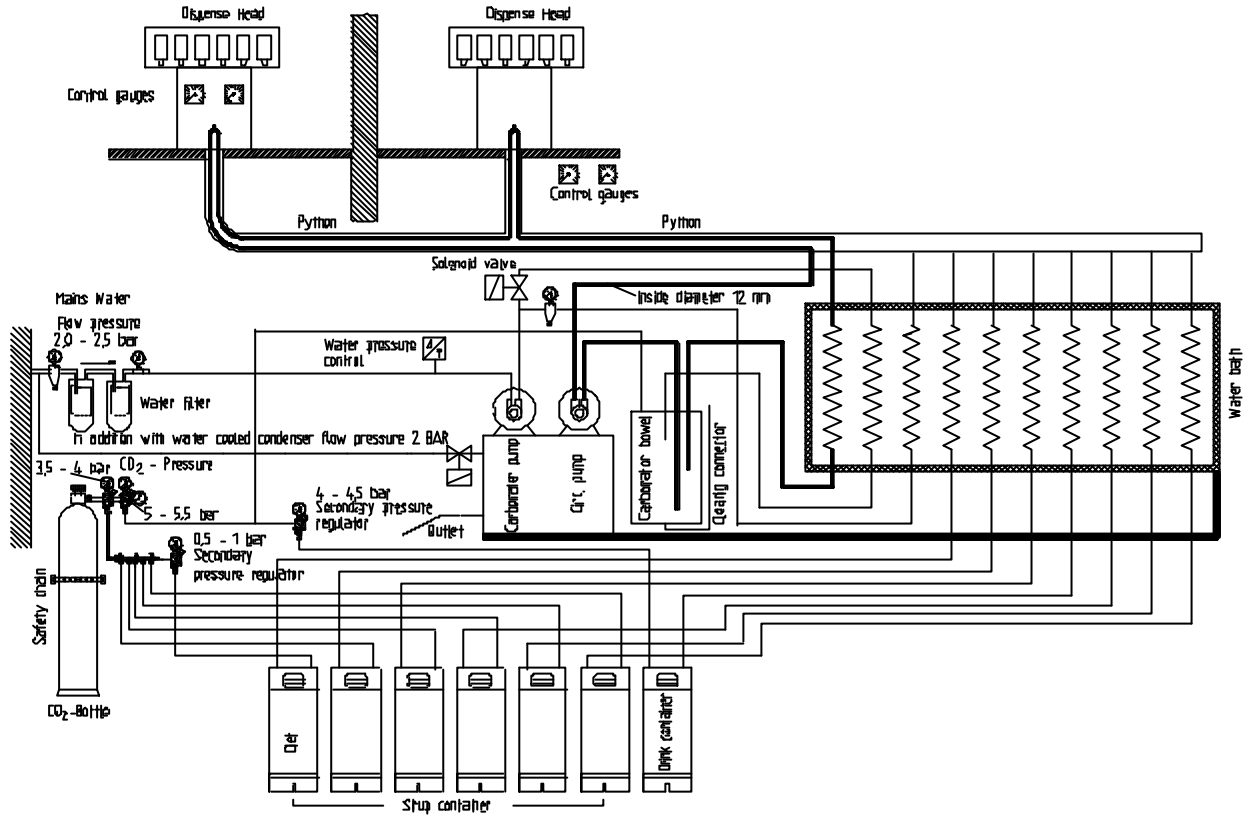 Dispense Head
Dispense Head
Control gauges
Control gauges
Python
Python
Solenoid valve
Inside diameter 12 mm
Mains Water
Flow pressure
2,0 - 2,5 bar
Water pressure
control
Water Filter
Water bath
In addition with water cooled condenser flow pressure 2 BAR
3,5 - 4 bar
CO2 - Pressure
5 - 5,5 bar
4 - 4,5 bar
Secondary pressure
regulator
Outlet
Carbonator pump
Circ. pump
Carbonator bowel
Clearing connector
0,5 - 1 bar
Secondary
pressure regulator
Safety chain
CO2-Bottle
Diet
Drink container
Sirup container